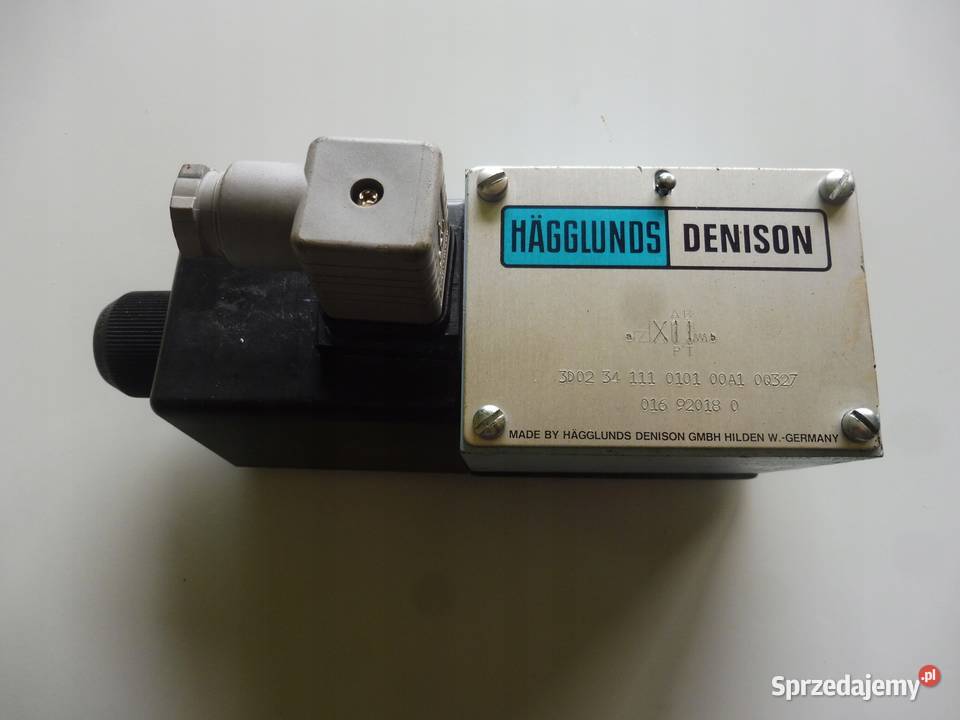 HÄGGLUNDS DENISON
A B
a b
P T
3D02 34 111 0101 00A1 0Q327
016 92018 0
MADE BY HÄGGLUNDS DENISON GMBH HILDEN W.-GERMANY
Sprzedajemy.pl